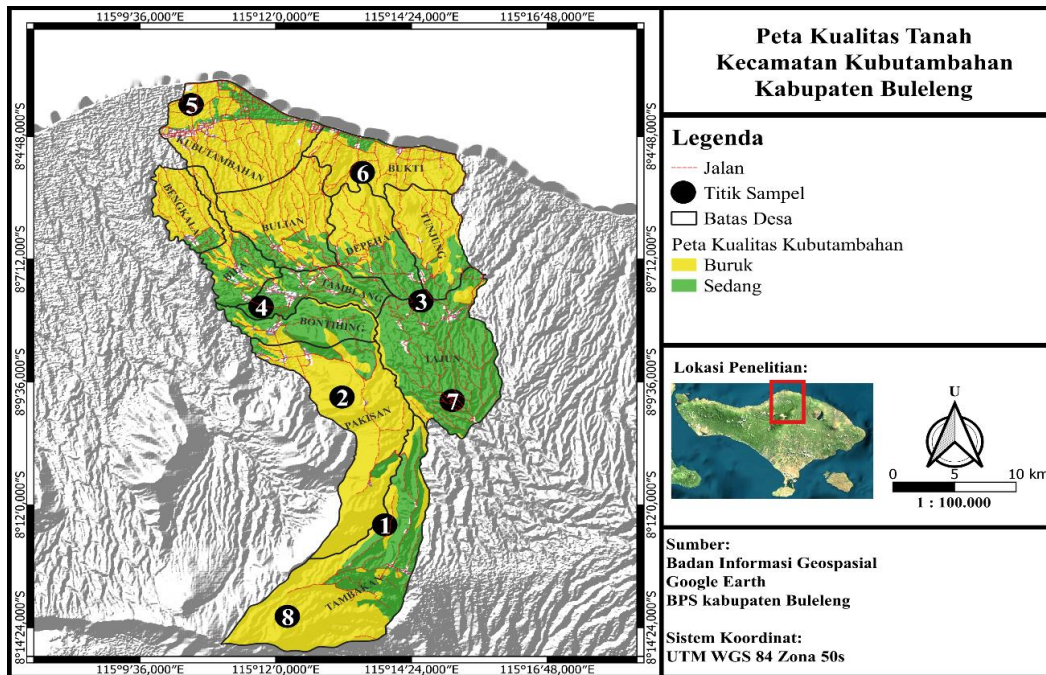 115°9’36,000”E 115°12’0,000”E 115°14’24,000”E 115°16’48,000”E
8°4’48,000”S
8°7’12,000”S
8°9’36,000”S
8°12’0,000”S
8°14’24,000”S
8°4’48,000”S
8°7’12,000”S
8°9’36,000”S
8°12’0,000”S
8°14’24,000”S
5
KUBUTAMBAHAN
6
BUKTI
BENGKALA
BULIAN
DEPEHA
TUNJUNG
TAMBLANG
3
4
BONTIHING
TAJUN
2
7
PAKISAN
1
TAMBAKAN
8
115°9’36,000”E 115°12’0,000”E 115°14’24,000”E 115°16’48,000”E
Peta Kualitas Tanah
Kecamatan Kubutambahan
Kabupaten Buleleng
Legenda
Jalan
Titik Sampel
Batas Desa
Peta Kualitas Kubutambahan
Buruk
Sedang
Lokasi Penelitian:
U
0 5 10 km
1 : 100.000
Sumber:
Badan Informasi Geospasial
Google Earth
BPS kabupaten Buleleng
Sistem Koordinat:
UTM WGS 84 Zona 50s